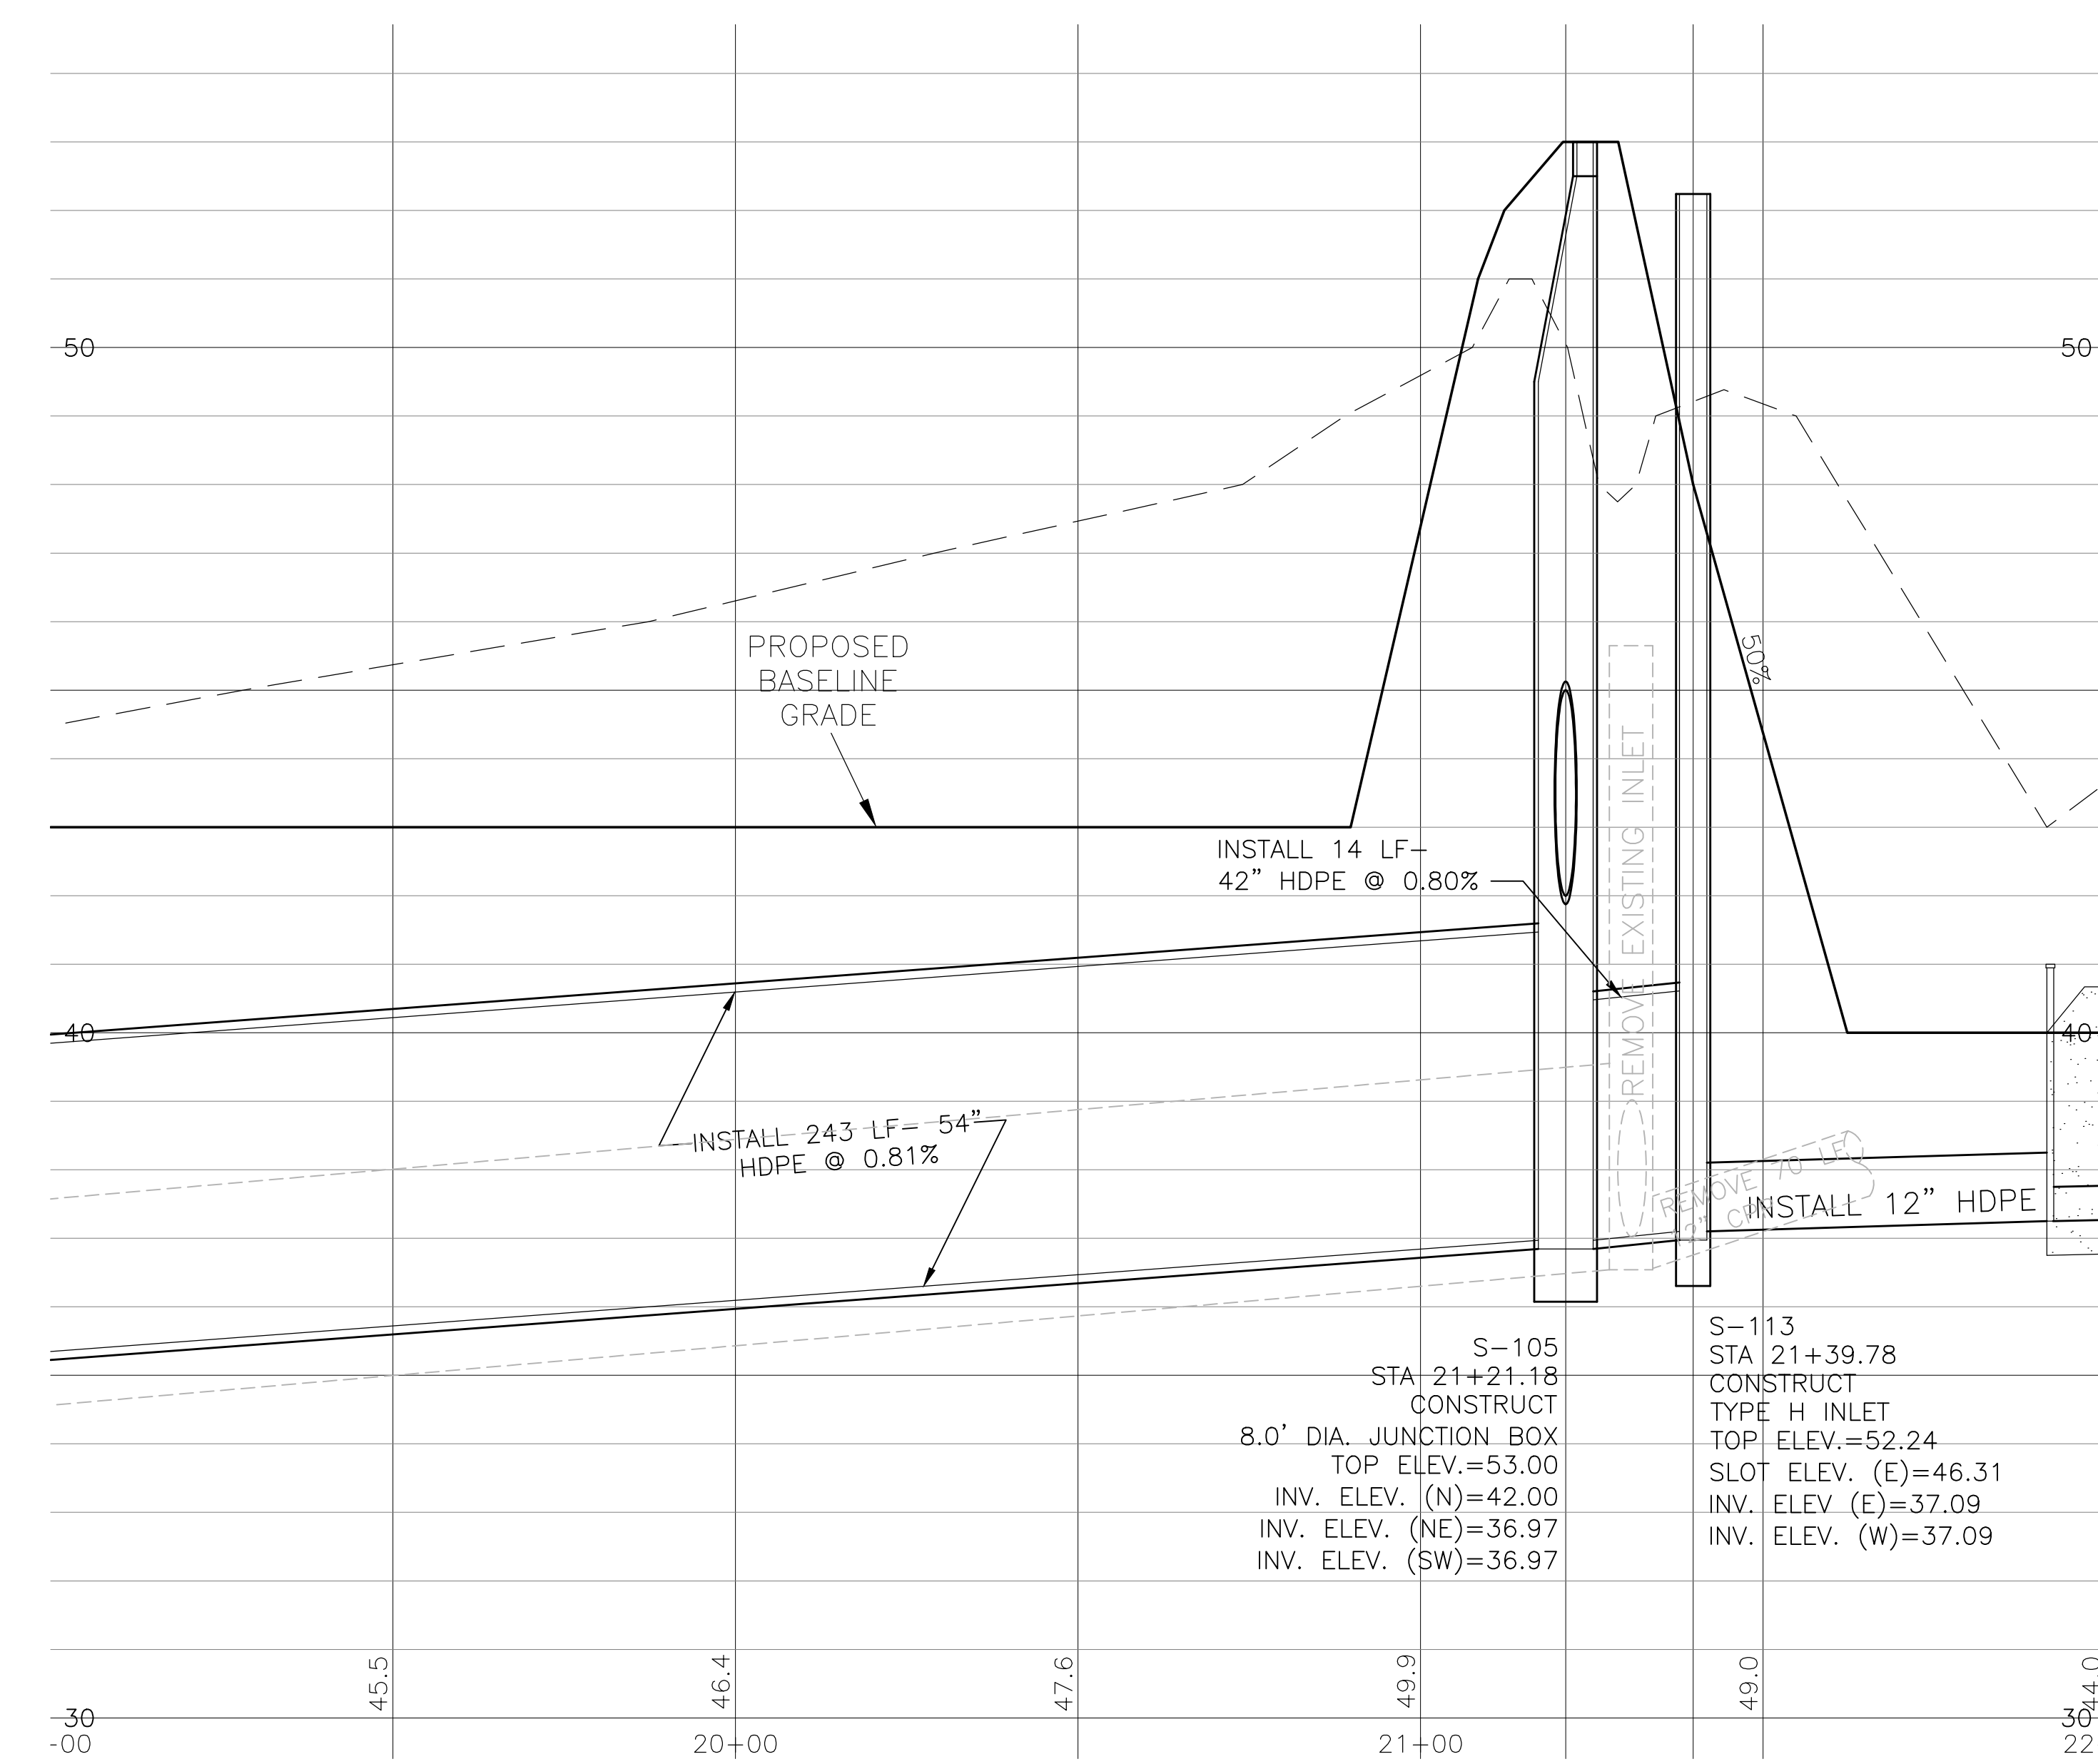 50
50
PROPOSED
BASELINE
GRADE
50%
REMOVE EXISTING INLET
INSTALL 14 LF-
42” HDPE @ 0.80%
40
40
INSTALL 243 LF- 54”
HDPE @ 0.81%
REMOVE 70 LF
INSTALL 12” HDPE
S-105
STA 21+21.18
CONSTRUCT
8.0’ DIA. JUNCTION BOX
TOP ELEV.=53.00
INV. ELEV. (N)=42.00
INV. ELEV. (NE)=36.97
INV. ELEV. (SW)=36.97
S-113
STA 21+39.78
CONSTRUCT
TYPE H INLET
TOP ELEV.=52.24
SLOT ELEV. (E)=46.31
INV. ELEV (E)=37.09
INV. ELEV. (W)=37.09
45.5
46.4
47.6
49.9
49.0
44.0
30
30
-00
20+00
21+00
22